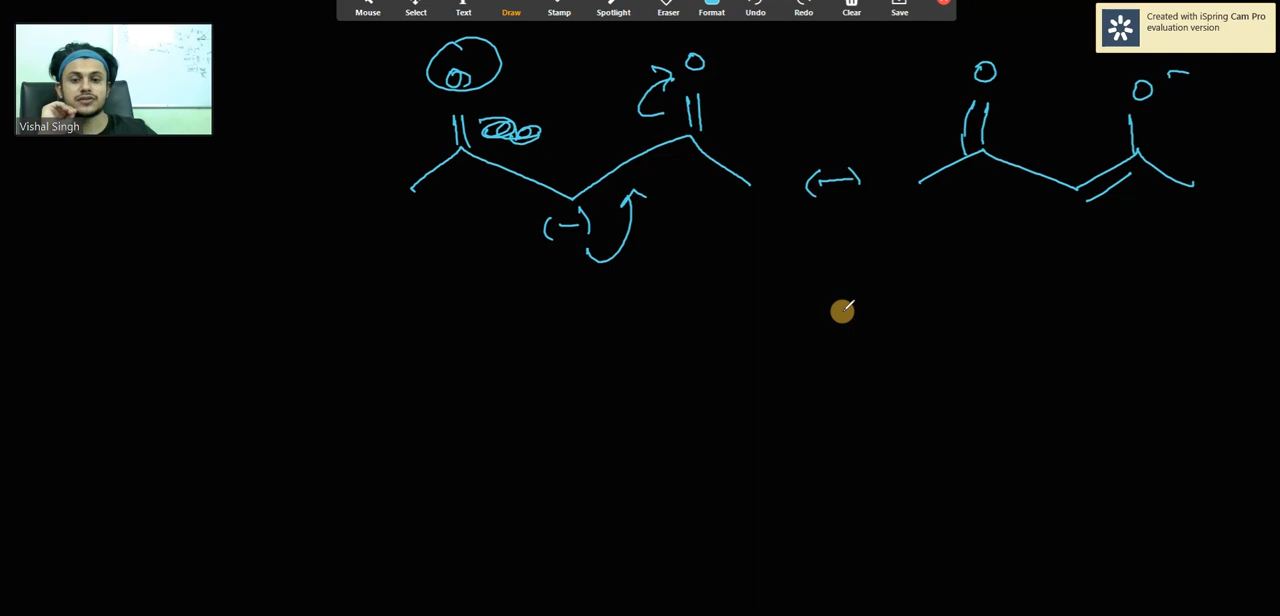 Mouse Select Text Draw Stamp Spotlight Eraser Format Undo Redo Clear Save
Created with iSpring Cam Pro
evaluation version
Vishal Singh
O O O O⁻
(−)